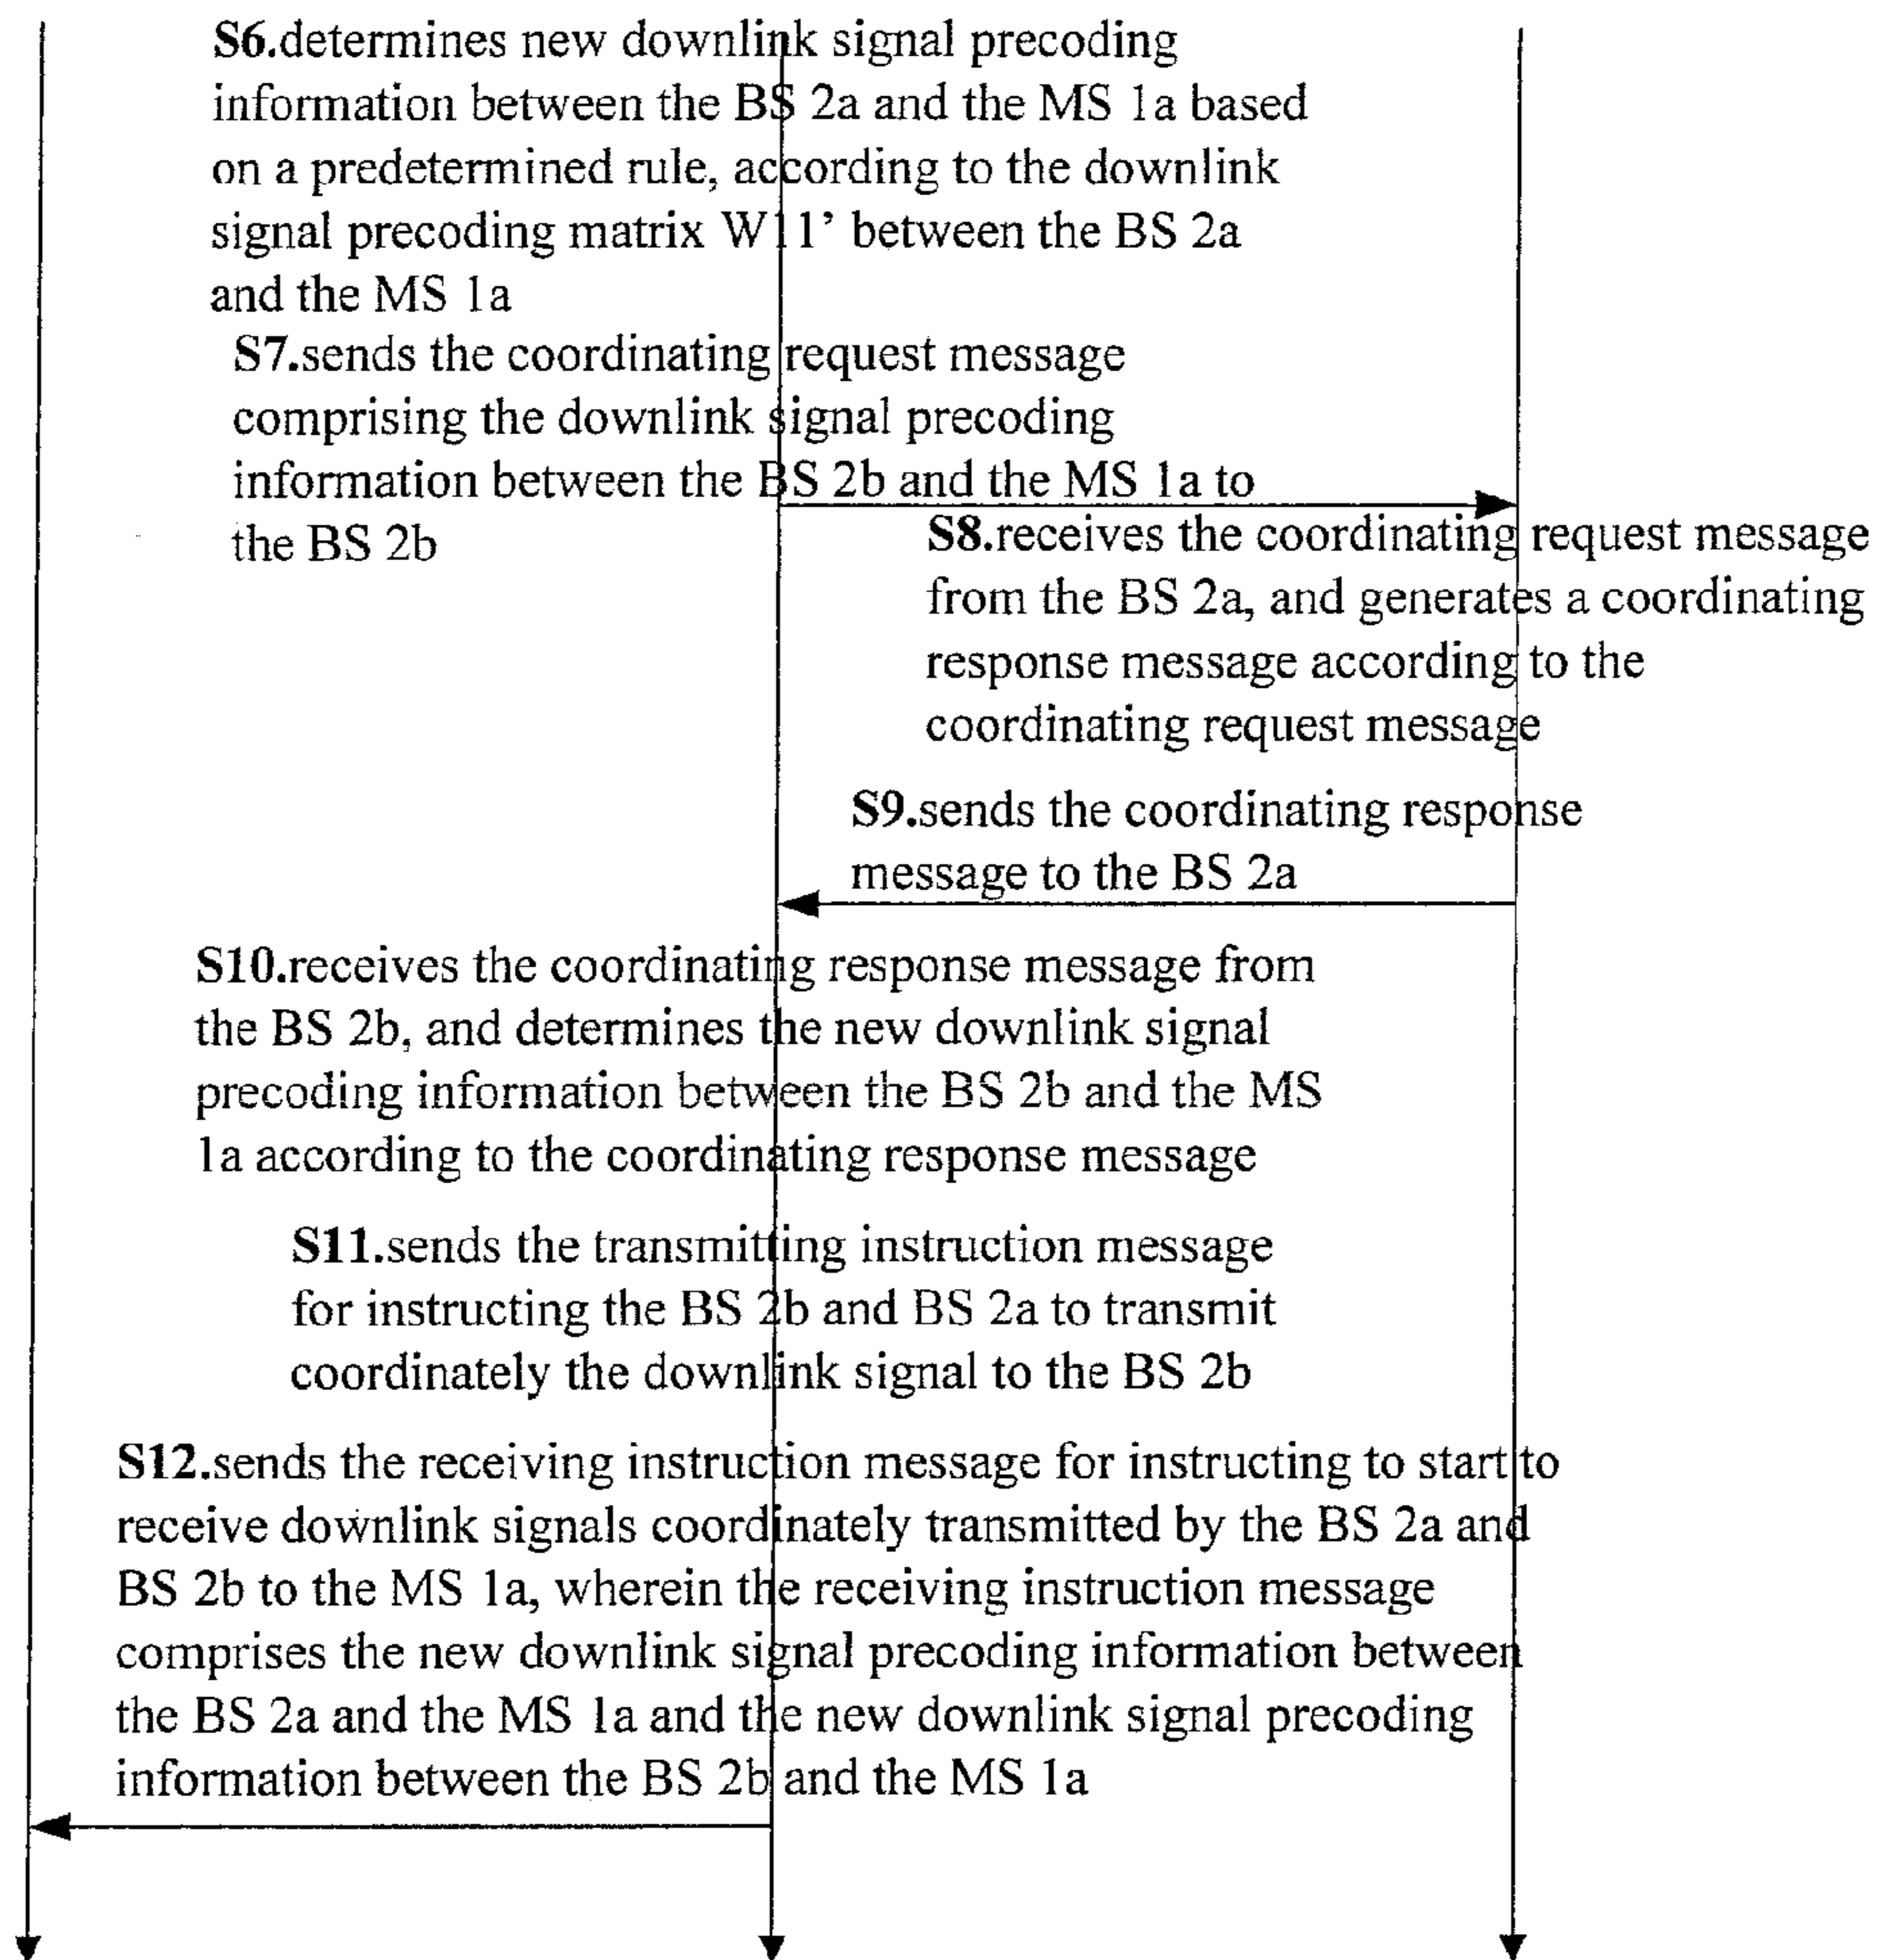 S6.determines new downlink signal precoding
information between the BS 2a and the MS 1a based
on a predetermined rule, according to the downlink
signal precoding matrix W11’ between the BS 2a
and the MS 1a
S7.sends the coordinating request message
comprising the downlink signal precoding
information between the BS 2b and the MS 1a to
the BS 2b
S8.receives the coordinating request message
from the BS 2a, and generates a coordinating
response message according to the
coordinating request message
S9.sends the coordinating response
message to the BS 2a
S10.receives the coordinating response message from
the BS 2b, and determines the new downlink signal
precoding information between the BS 2b and the MS
1a according to the coordinating response message
S11.sends the transmitting instruction message
for instructing the BS 2b and BS 2a to transmit
coordinately the downlink signal to the BS 2b
S12.sends the receiving instruction message for instructing to start to
receive downlink signals coordinately transmitted by the BS 2a and
BS 2b to the MS 1a, wherein the receiving instruction message
comprises the new downlink signal precoding information between
the BS 2a and the MS 1a and the new downlink signal precoding
information between the BS 2b and the MS 1a